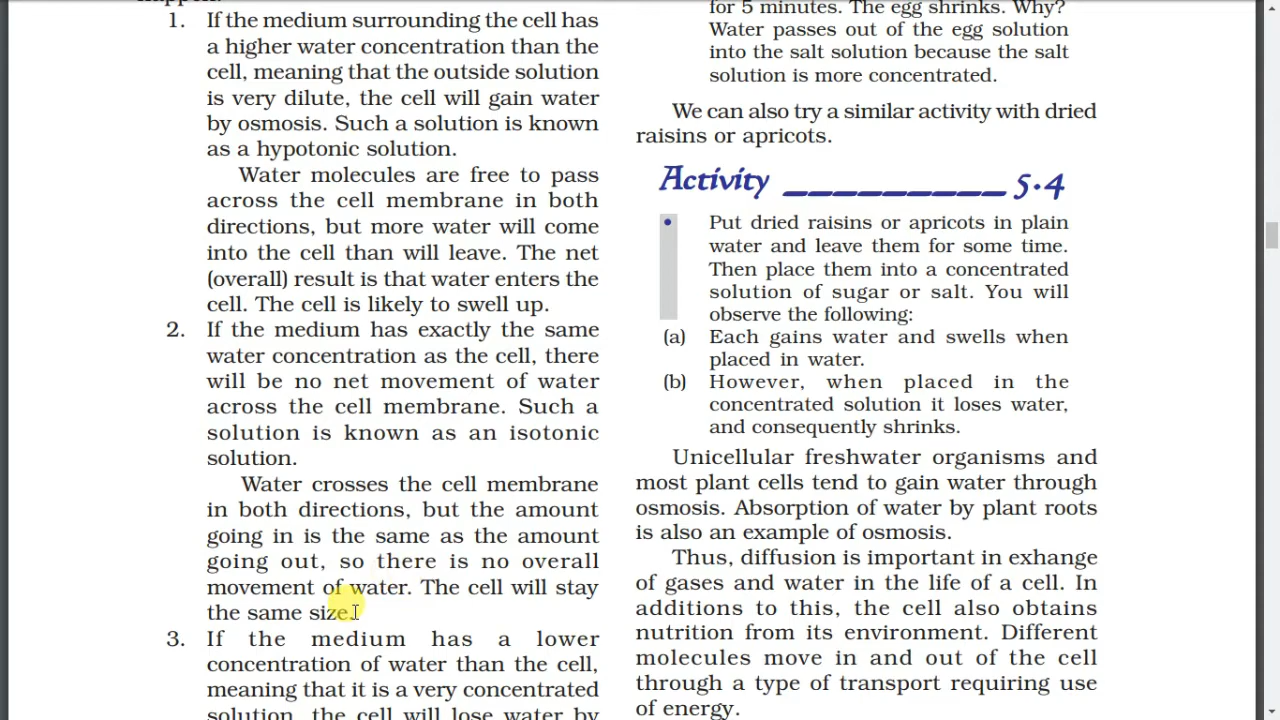 1. If the medium surrounding the cell has
a higher water concentration than the
cell, meaning that the outside solution
is very dilute, the cell will gain water
by osmosis. Such a solution is known
as a hypotonic solution.
Water molecules are free to pass
across the cell membrane in both
directions, but more water will come
into the cell than will leave. The net
(overall) result is that water enters the
cell. The cell is likely to swell up.
2. If the medium has exactly the same
water concentration as the cell, there
will be no net movement of water
across the cell membrane. Such a
solution is known as an isotonic
solution.
Water crosses the cell membrane
in both directions, but the amount
going in is the same as the amount
going out, so there is no overall
movement of water. The cell will stay
the same size.
3. If the medium has a lower
concentration of water than the cell,
meaning that it is a very concentrated
solution, the cell will lose water by
for 5 minutes. The egg shrinks. Why?
Water passes out of the egg solution
into the salt solution because the salt
solution is more concentrated.
We can also try a similar activity with dried
raisins or apricots.
Activity _________ 5.4
• Put dried raisins or apricots in plain
water and leave them for some time.
Then place them into a concentrated
solution of sugar or salt. You will
observe the following:
(a) Each gains water and swells when
placed in water.
(b) However, when placed in the
concentrated solution it loses water,
and consequently shrinks.
Unicellular freshwater organisms and
most plant cells tend to gain water through
osmosis. Absorption of water by plant roots
is also an example of osmosis.
Thus, diffusion is important in exhange
of gases and water in the life of a cell. In
additions to this, the cell also obtains
nutrition from its environment. Different
molecules move in and out of the cell
through a type of transport requiring use
of energy.